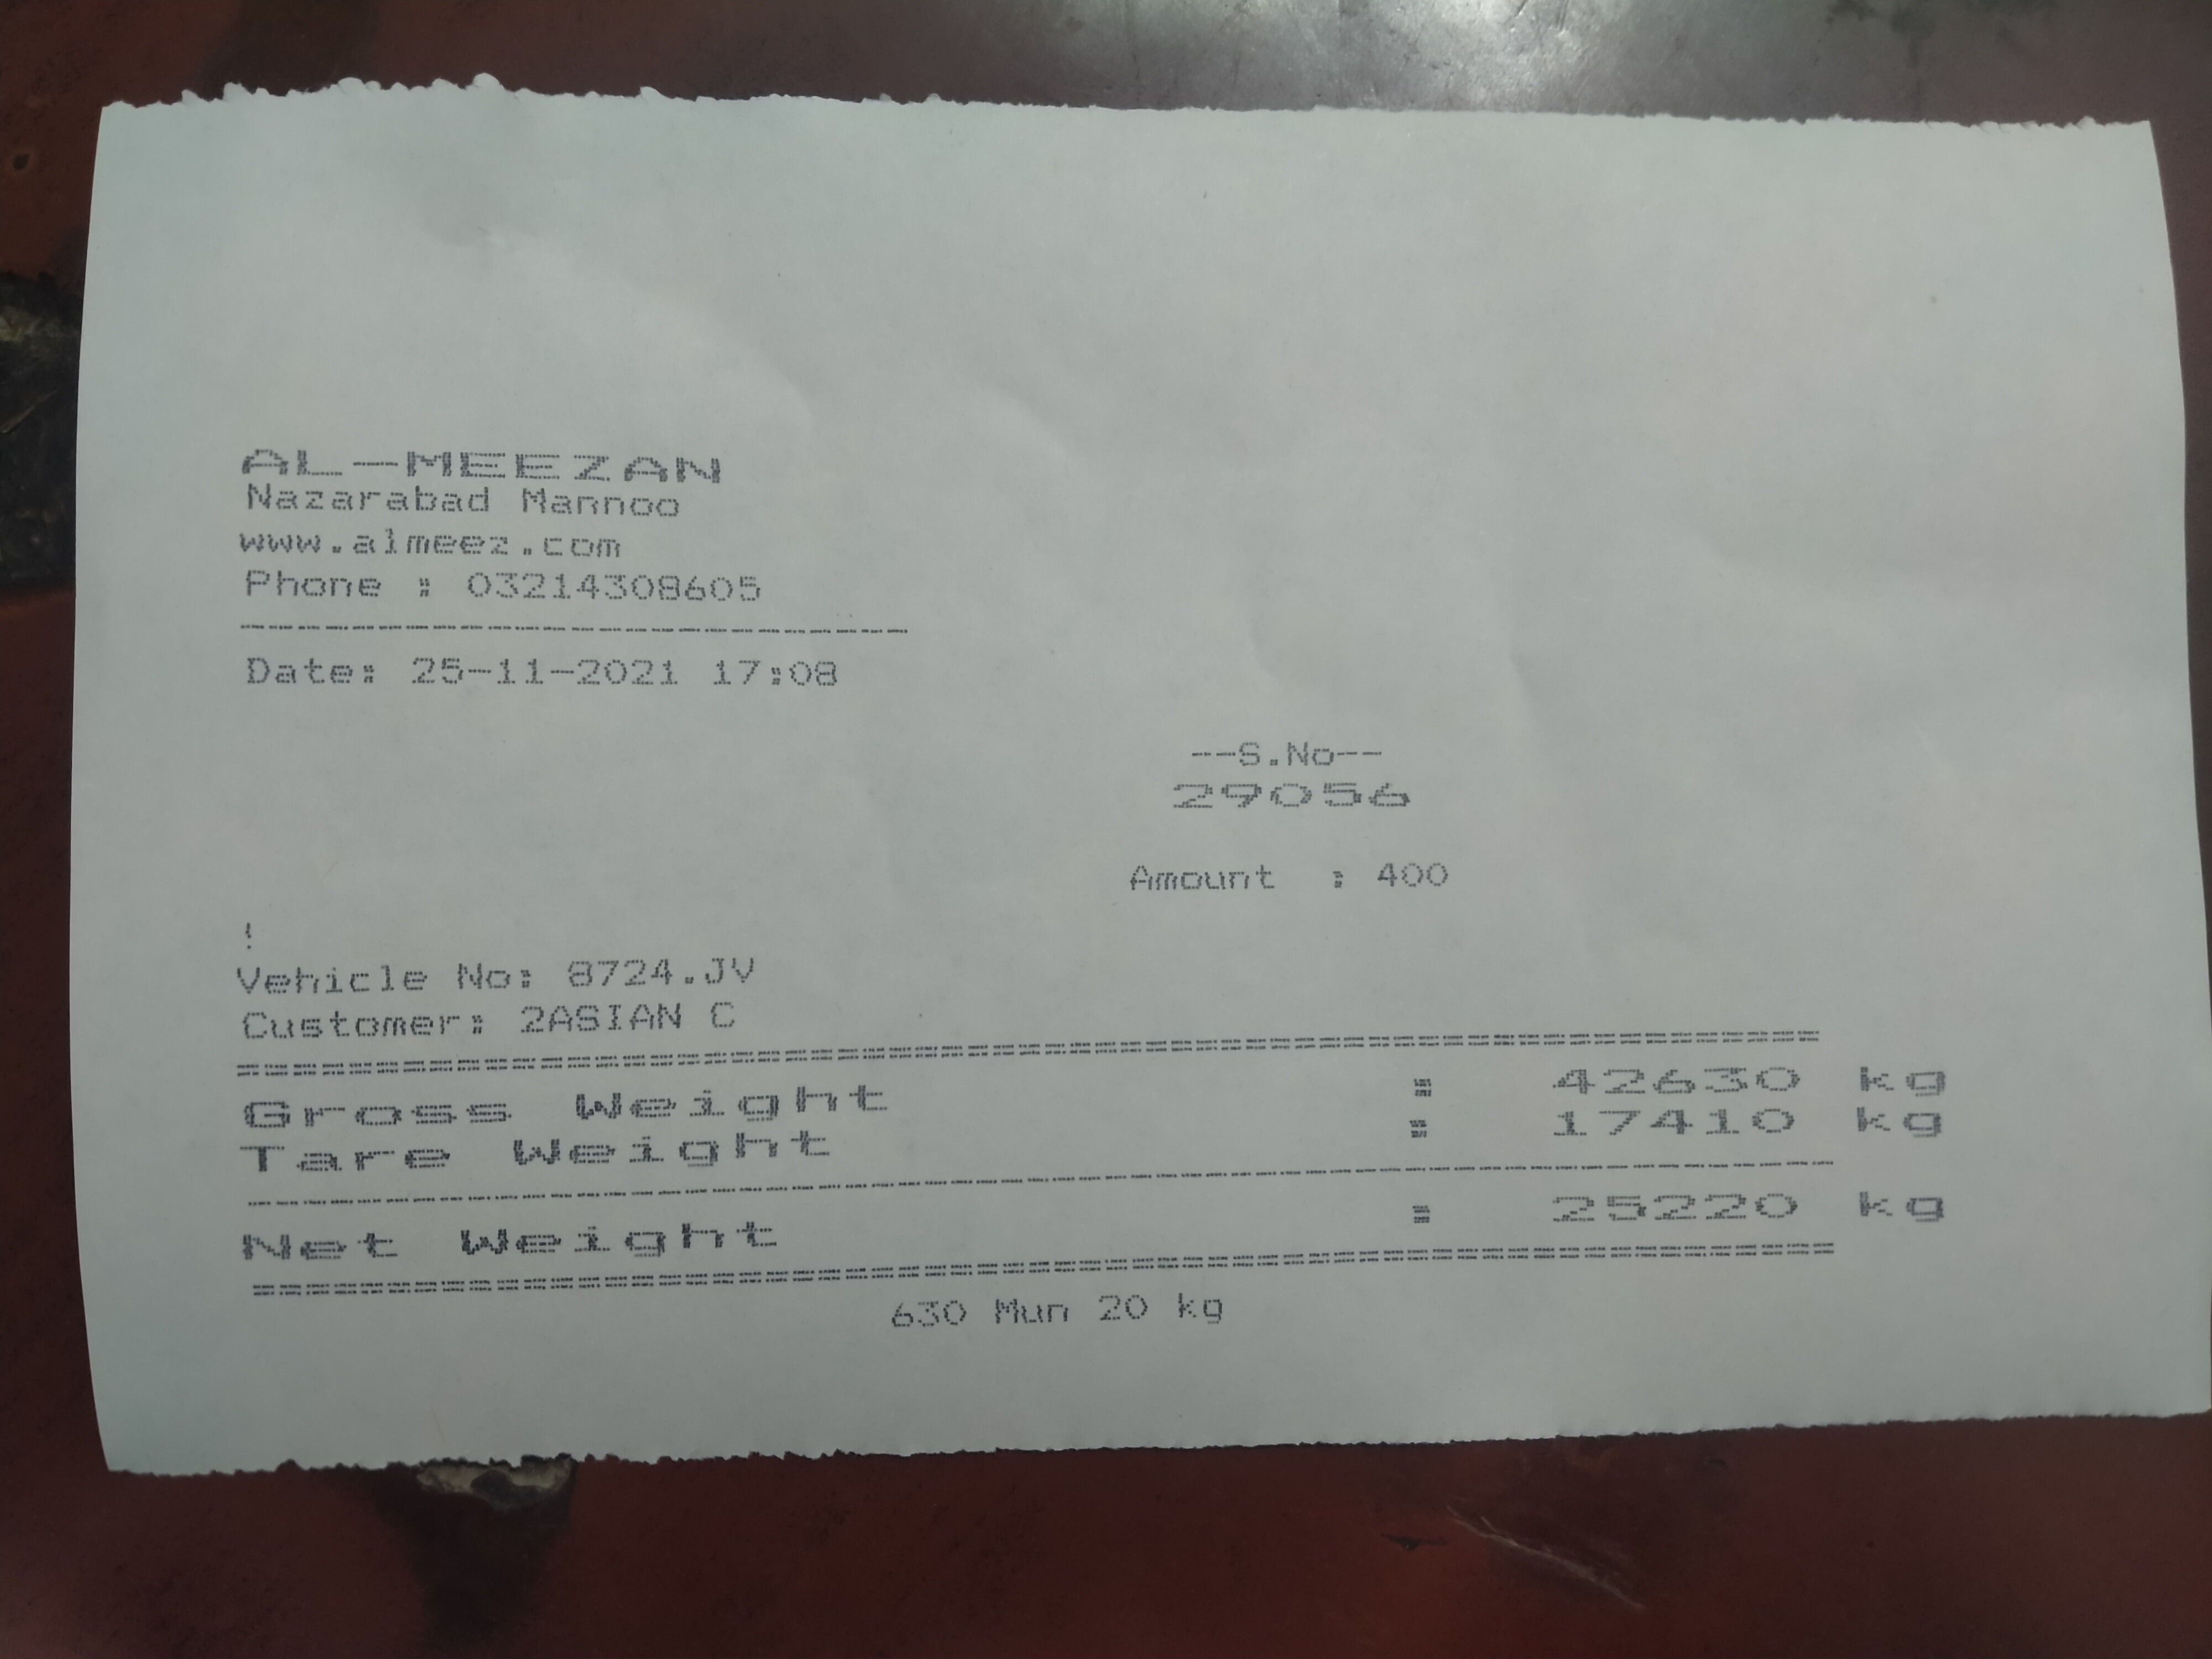 AL-MEEZAN
Nazarabad Mannoo
www.almeez.com
Phone : 03214308605
--------------------------------
Date: 25-11-2021 17:08
--S.No--
29056
Amount : 400
!
Vehicle No: 8724.JV
Customer: 2ASIAN C
================================
Gross Weight : 42630 kg
Tare Weight : 17410 kg
--------------------------------
Net Weight : 25220 kg
================================
630 Mun 20 kg